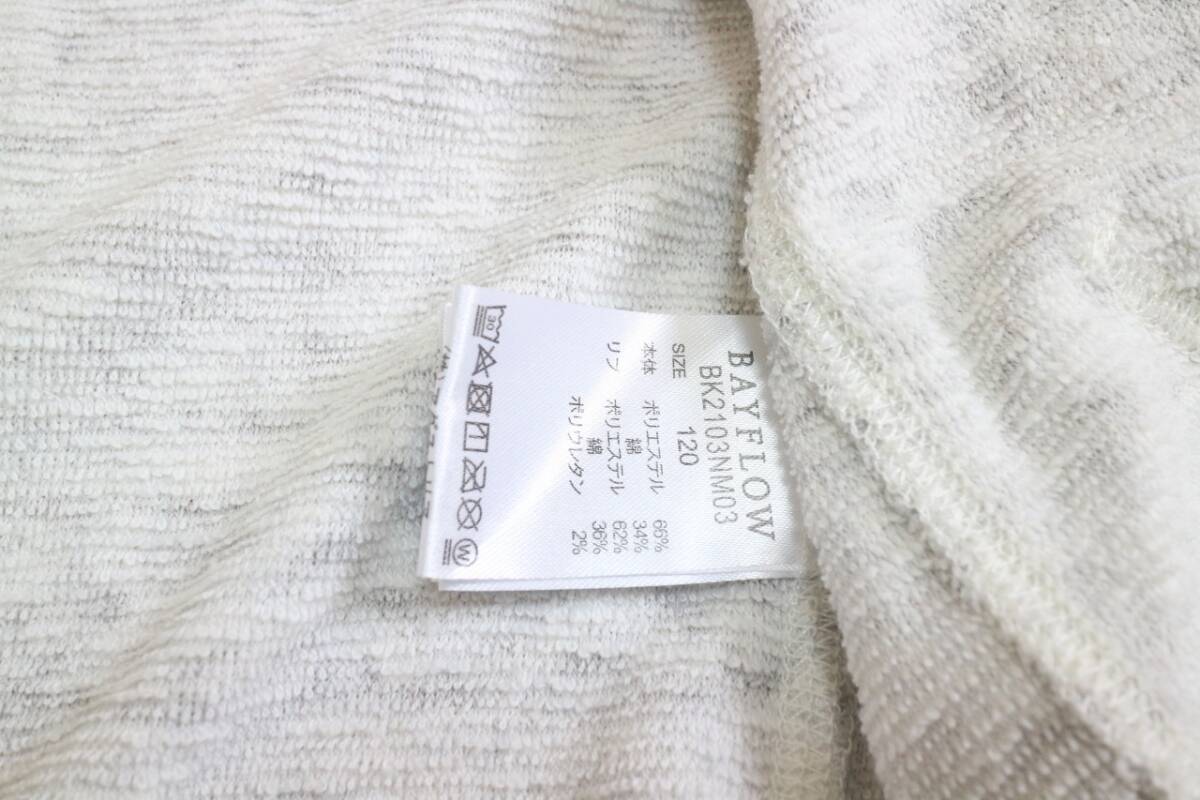 BAYFLOW
BK2103NM03
SIZE 120
本体 ポリエステル 66%
綿 34%
リブ ポリエステル 62%
綿 36%
ポリウレタン 2%
30
W